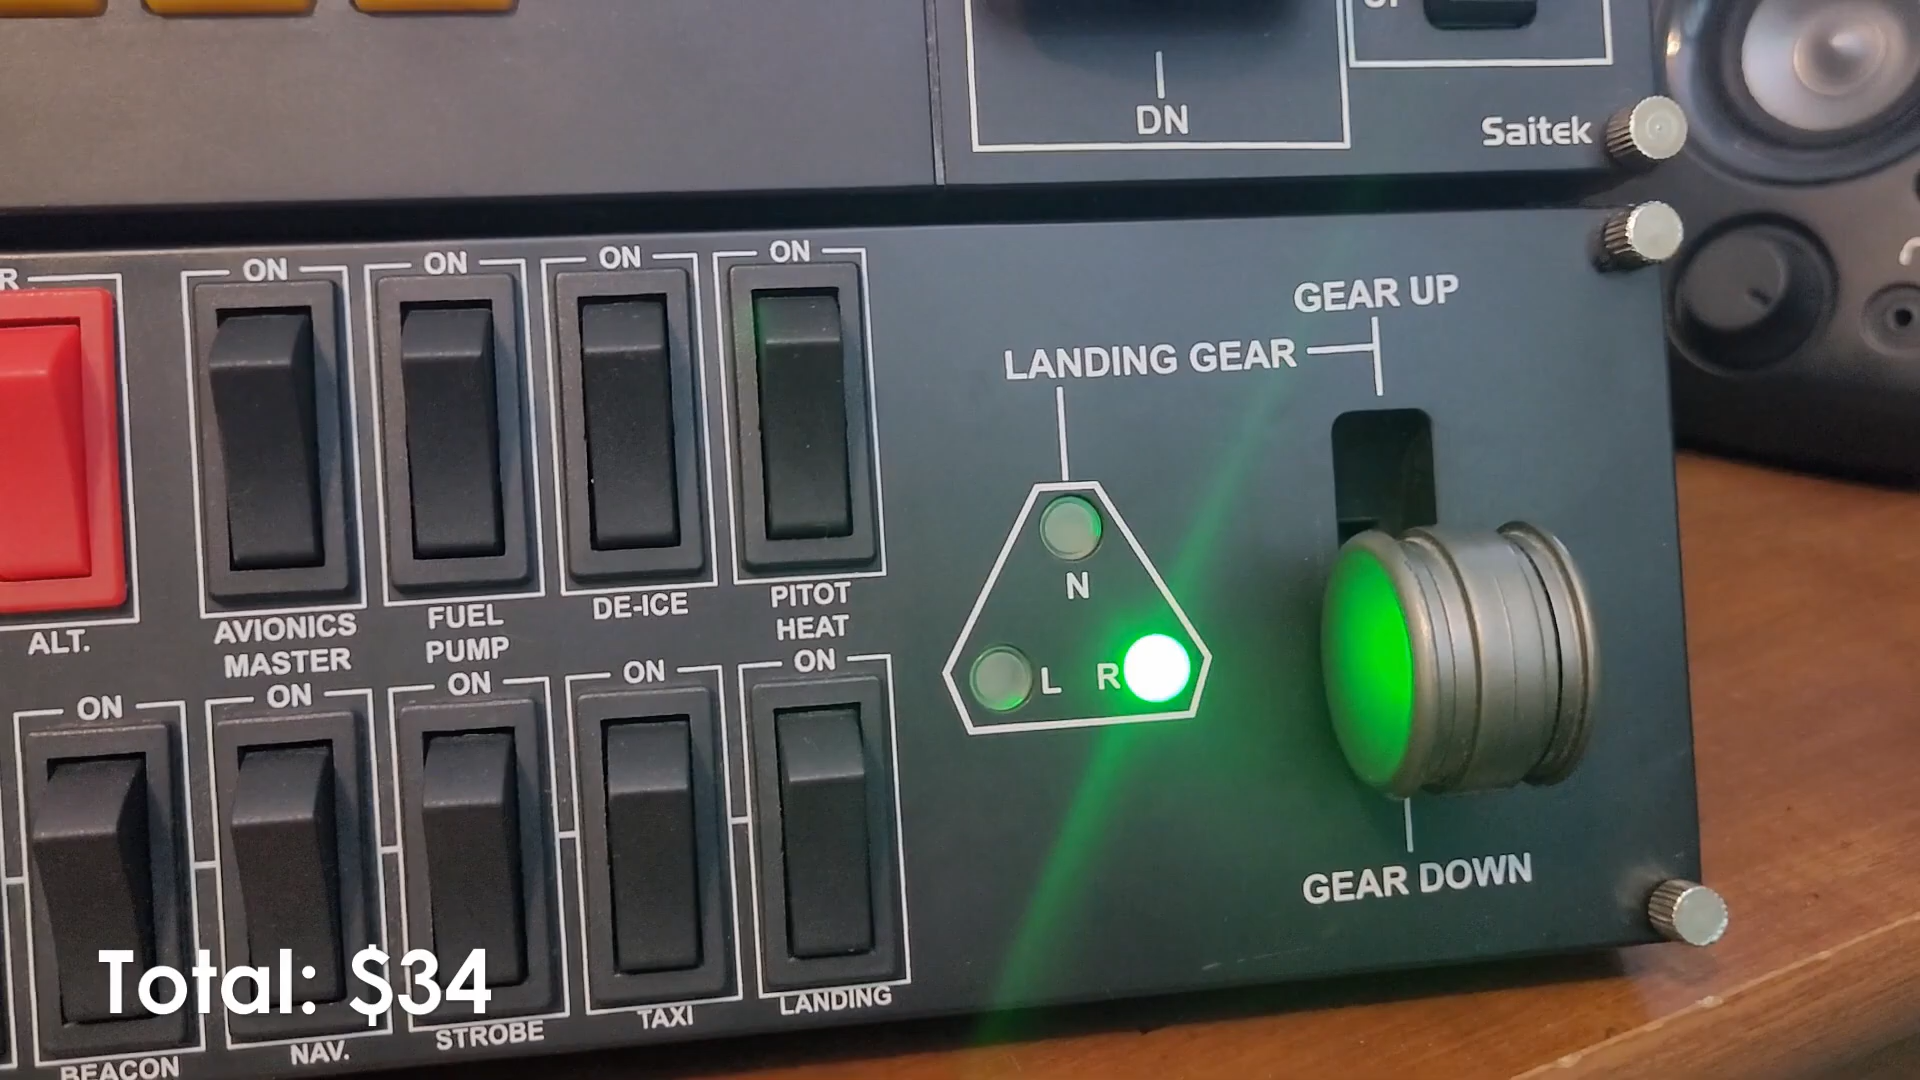 DN
Saitek
R
ON
ON
ON
ON
GEAR UP
LANDING GEAR
N
L
R
ALT.
AVIONICS
MASTER
FUEL
PUMP
DE-ICE
PITOT
HEAT
ON
ON
ON
ON
ON
GEAR DOWN
BEACON
NAV.
STROBE
TAXI
LANDING
Total: $34